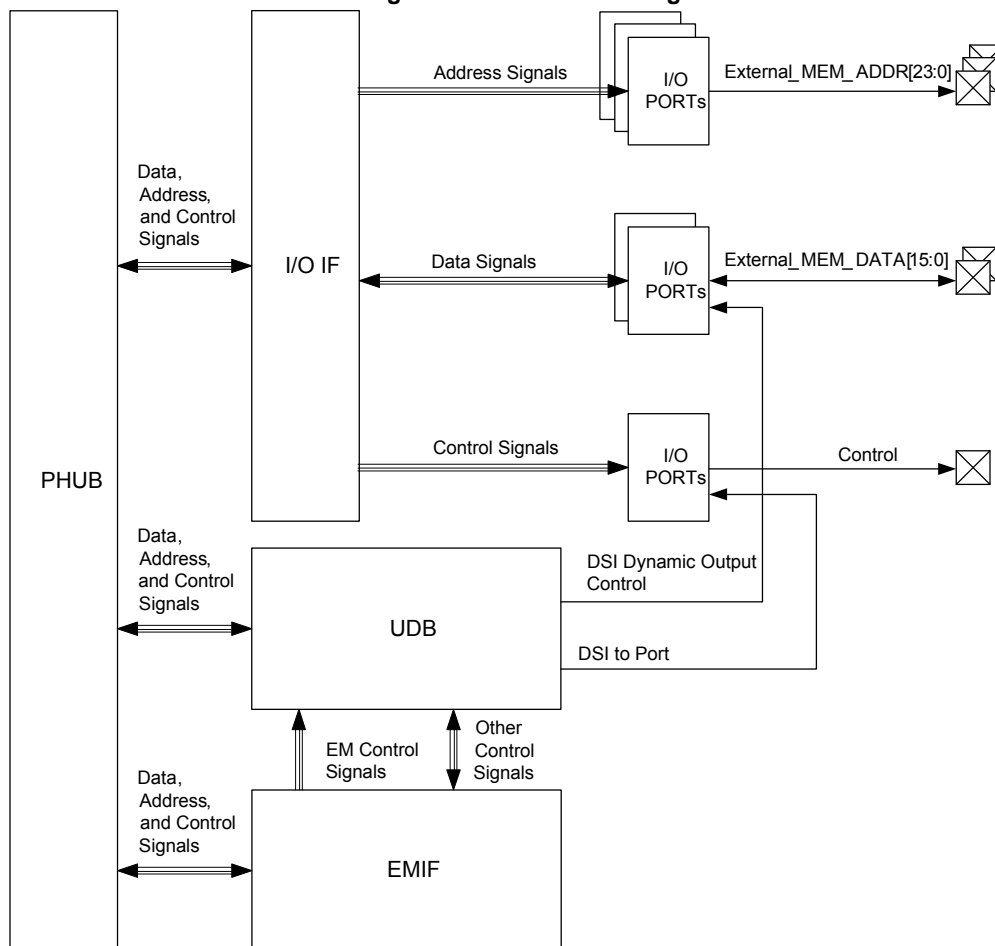 Address Signals
I/O
PORTs
External_MEM_ADDR[23:0]
Data,
Address,
and Control
Signals
I/O IF
Data Signals
I/O
PORTs
External_MEM_DATA[15:0]
Control Signals
I/O
PORTs
Control
PHUB
Data,
Address,
and Control
Signals
UDB
DSI Dynamic Output
Control
DSI to Port
EM Control
Signals
Other
Control
Signals
Data,
Address,
and Control
Signals
EMIF